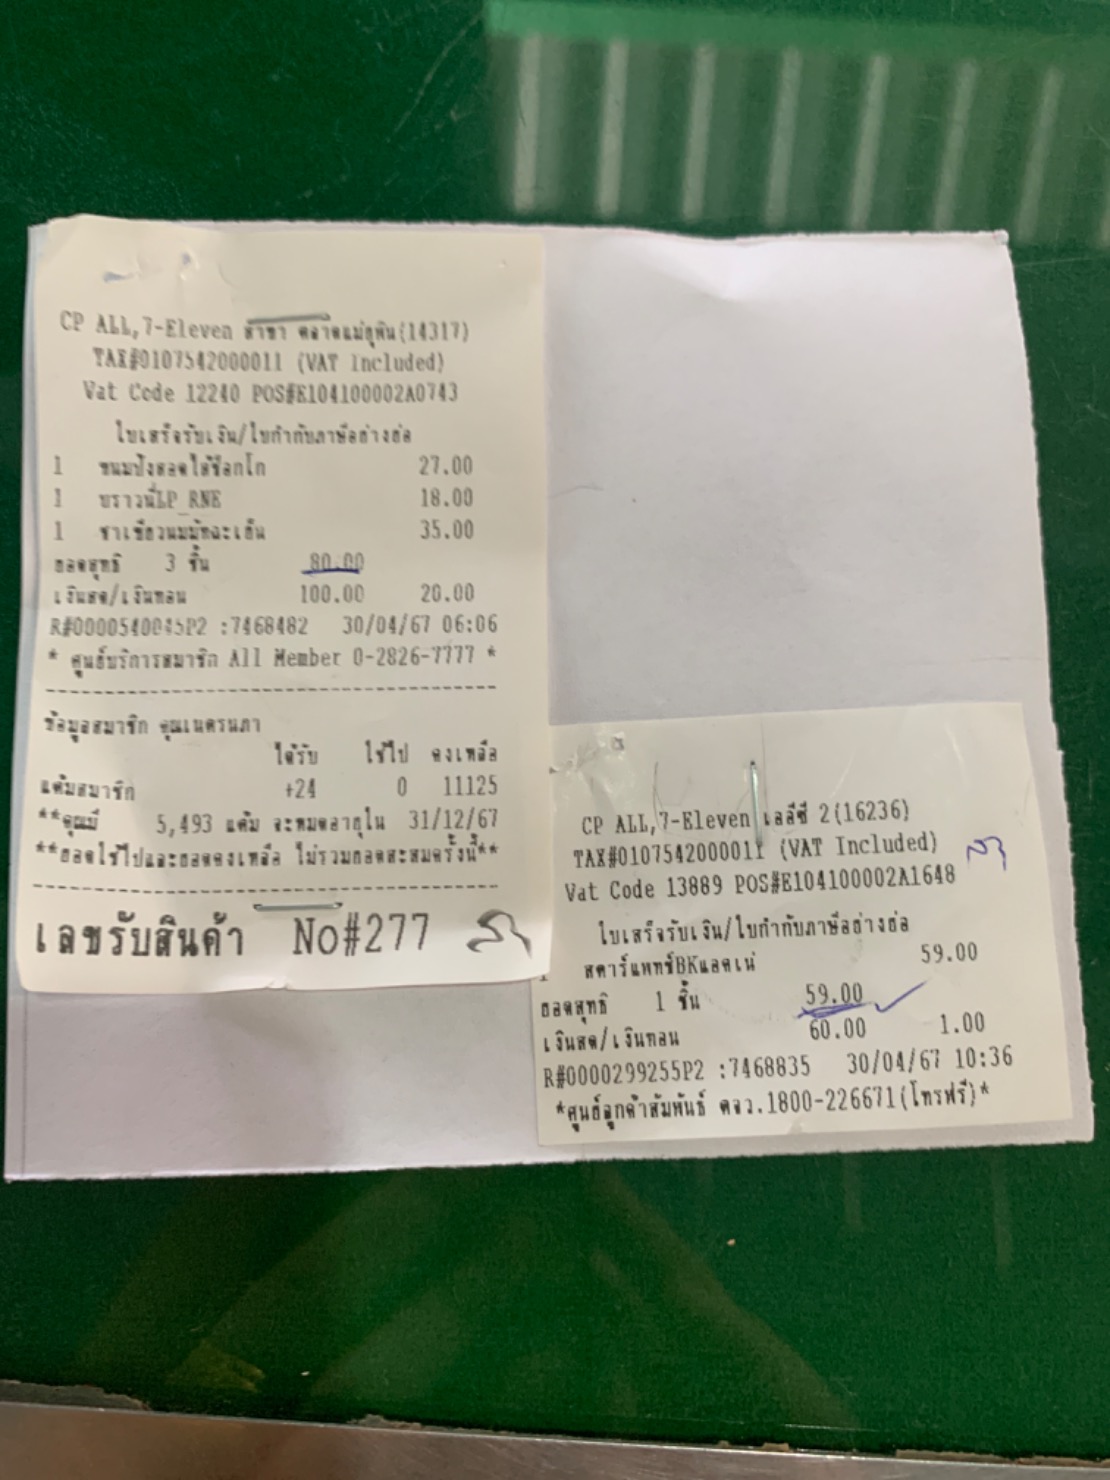 CP ALL,7-Eleven สาขา ตลาดแม่ยุพิน(14317)
TAX#0107542000011 (VAT Included)
Vat Code 12240 POS#E104100002A0743
ใบเสร็จรับเงิน/ใบกำกับภาษีอย่างย่อ
1 ขนมปังสอดไส้ช็อกโก 27.00
1 บราวนี่LP_RNE 18.00
1 ชาเขียวนมมัทฉะเย็น 35.00
ยอดสุทธิ 3 ชิ้น 80.00
เงินสด/เงินทอน 100.00 20.00
R#0000540045P2 :7468482 30/04/67 06:06
* ศูนย์บริการสมาชิก All Member 0-2826-7777 *
ข้อมูลสมาชิก คุณเนตรนภา
ได้รับ ใช้ไป คงเหลือ
แต้มสมาชิก +24 0 11125
**คุณมี 5,493 แต้ม จะหมดอายุใน 31/12/67
**ยอดใช้ไปและยอดคงเหลือ ไม่รวมยอดสะสมครั้งนี้**
เลขรับสินค้า No#277
CP ALL,7-Eleven เออีซี 2(16236)
TAX#0107542000011 (VAT Included)
Vat Code 13889 POS#E104100002A1648
ใบเสร็จรับเงิน/ใบกำกับภาษีอย่างย่อ
1 สตาร์แพทช์BKแอคเน่ 59.00
ยอดสุทธิ 1 ชิ้น 59.00
เงินสด/เงินทอน 60.00 1.00
R#0000299255P2 :7468835 30/04/67 10:36
*ศูนย์ลูกค้าสัมพันธ์ ตจว.1800-226671(โทรฟรี)*